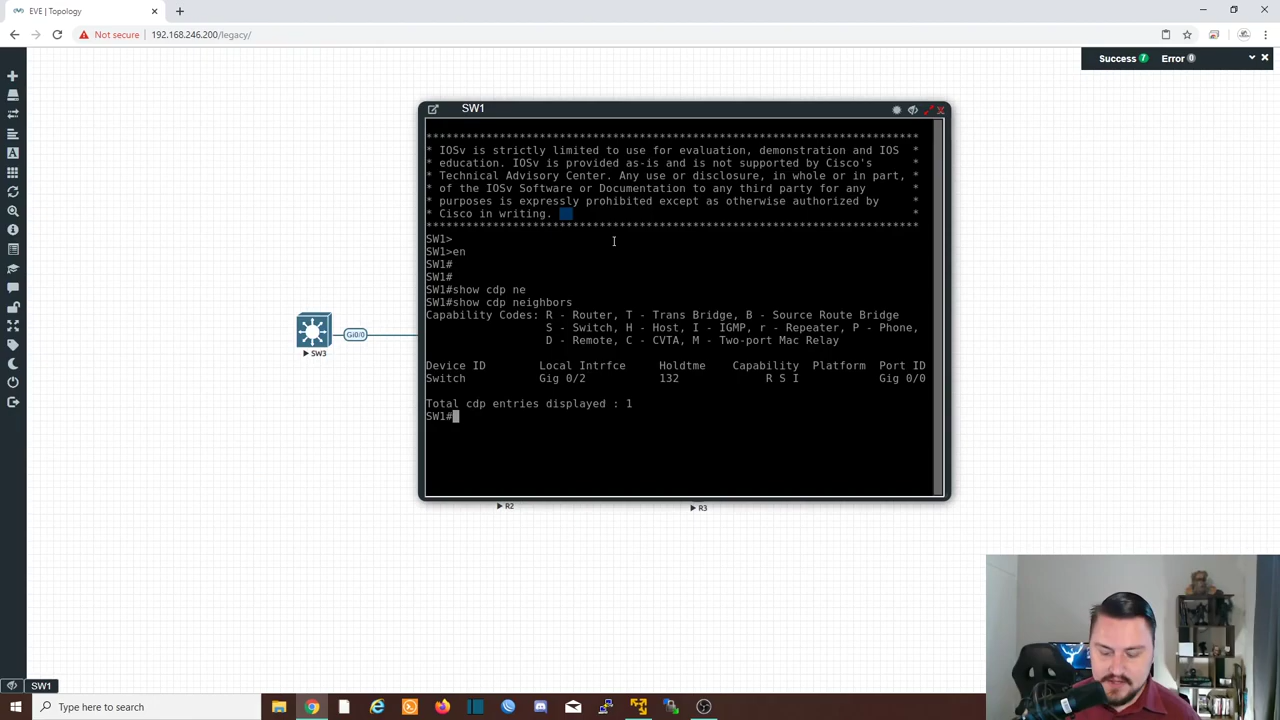 EVE | Topology
Not secure
192.168.246.200/legacy/
Success 7
Error 0
SW1
*******************************************************************************
* IOSv is strictly limited to use for evaluation, demonstration and IOS *
* education. IOSv is provided as-is and is not supported by Cisco's *
* Technical Advisory Center. Any use or disclosure, in whole or in part, *
* of the IOSv Software or Documentation to any third party for any *
* purposes is expressly prohibited except as otherwise authorized by *
* Cisco in writing. *
*******************************************************************************
SW1>
SW1>en
SW1#
SW1#
SW1#show cdp ne
SW1#show cdp neighbors
Capability Codes: R - Router, T - Trans Bridge, B - Source Route Bridge
S - Switch, H - Host, I - IGMP, r - Repeater, P - Phone,
D - Remote, C - CVTA, M - Two-port Mac Relay
Device ID Local Intrfce Holdtme Capability Platform Port ID
Switch Gig 0/2 132 R S I Gig 0/0
Total cdp entries displayed : 1
SW1#
Gi0/0
SW3
R2
R3
SW1
Type here to search